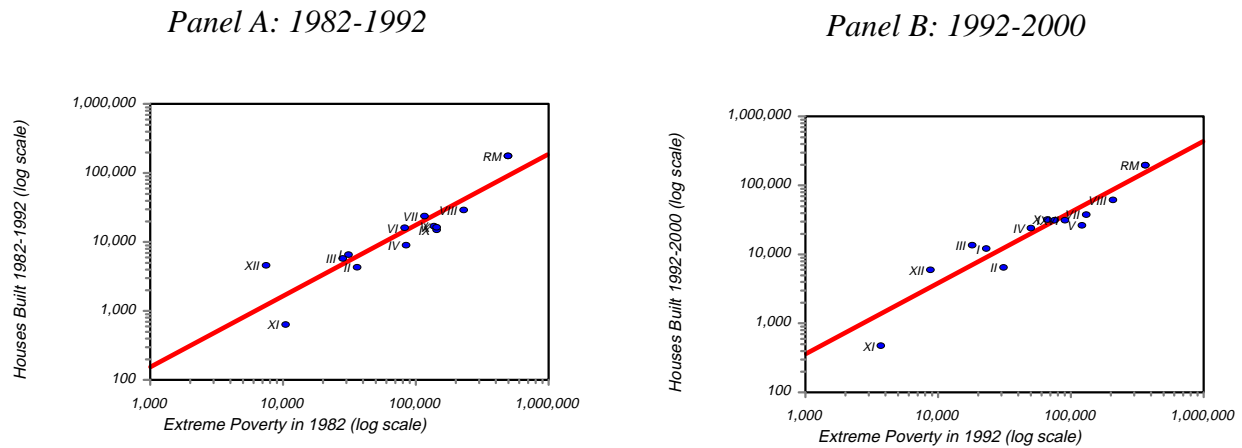 Panel A: 1982-1992
Houses Built 1982-1992 (log scale)
1,000,000
100,000
10,000
1,000
100
RM
VII
VIII
VI
IX
IV
I
III
II
XII
XI
1,000
10,000
100,000
1,000,000
Extreme Poverty in 1982 (log scale)
Panel B: 1992-2000
Houses Built 1992-2000 (log scale)
1,000,000
100,000
10,000
1,000
100
RM
VIII
VII
V
IV
III
I
II
XII
XI
1,000
10,000
100,000
1,000,000
Extreme Poverty in 1992 (log scale)